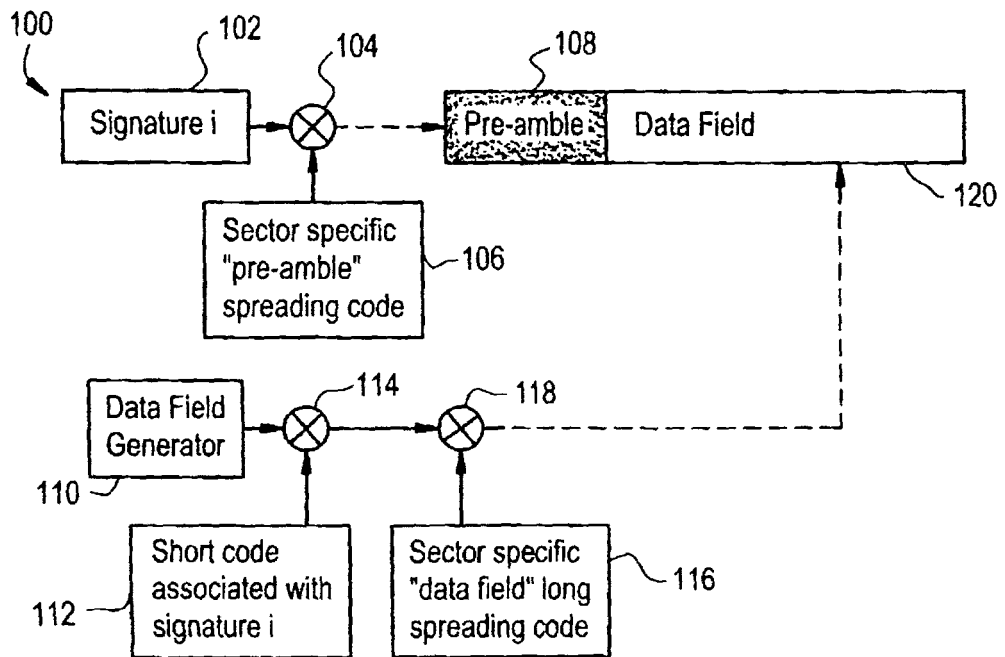 100
102
104
108
Signature i
Pre-amble
Data Field
120
Sector specific
"pre-amble"
spreading code
106
Data Field
Generator
110
114
118
Short code
associated with
signature i
112
Sector specific
"data field" long
spreading code
116